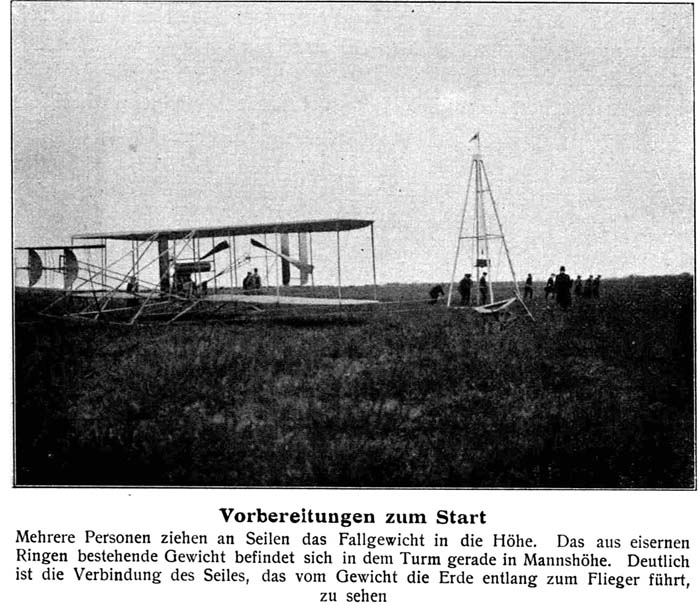 Vorbereitungen zum Start
Mehrere Personen ziehen an Seilen das Fallgewicht in die Höhe. Das aus eisernen
Ringen bestehende Gewicht befindet sich in dem Turm gerade in Mannshöhe. Deutlich
ist die Verbindung des Seiles, das vom Gewicht die Erde entlang zum Flieger führt,
zu sehen